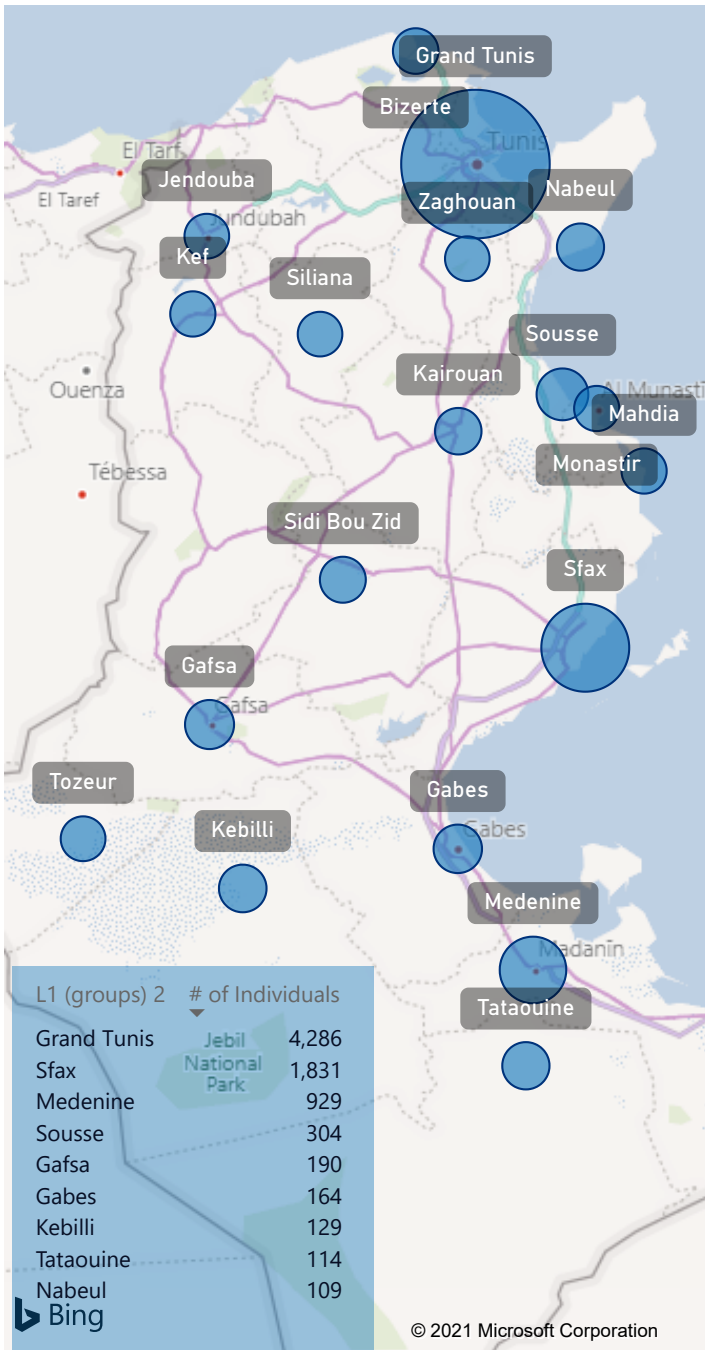 Grand Tunis
Bizerte
Tunis
El Tarf
Jendouba
El Taref
Zaghouan
Nabeul
Jundubah
Kef
Siliana
Sousse
Kairouan
Ouenza
Al Munastī
Mahdia
Monastir
Tébessa
Sidi Bou Zid
Sfax
Gafsa
Gafsa
Tozeur
Gabes
Kebilli
Gabes
Medenine
Madanīn
Tataouine
L1 (groups) 2 # of Individuals
Grand Tunis 4,286
Jebil
National
Park
Sfax 1,831
Medenine 929
Sousse 304
Gafsa 190
Gabes 164
Kebilli 129
Tataouine 114
Nabeul 109
Bing
© 2021 Microsoft Corporation